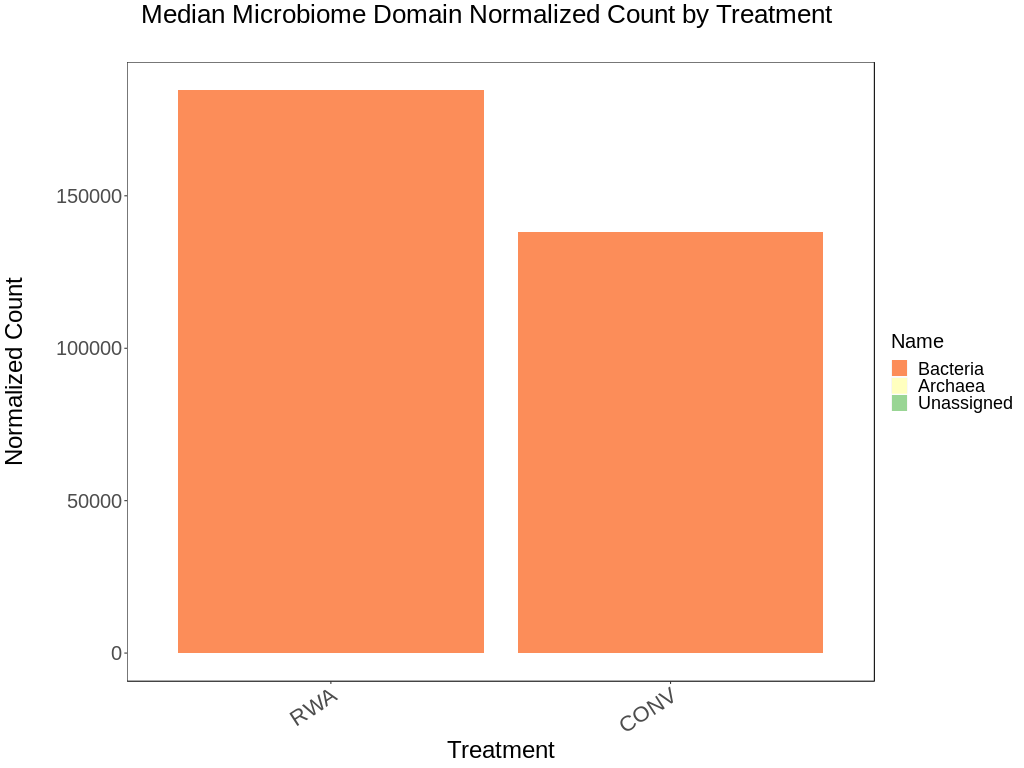 Median Microbiome Domain Normalized Count by Treatment
Normalized Count
150000
100000
50000
0
RWA
CONV
Treatment
Name
Bacteria
Archaea
Unassigned